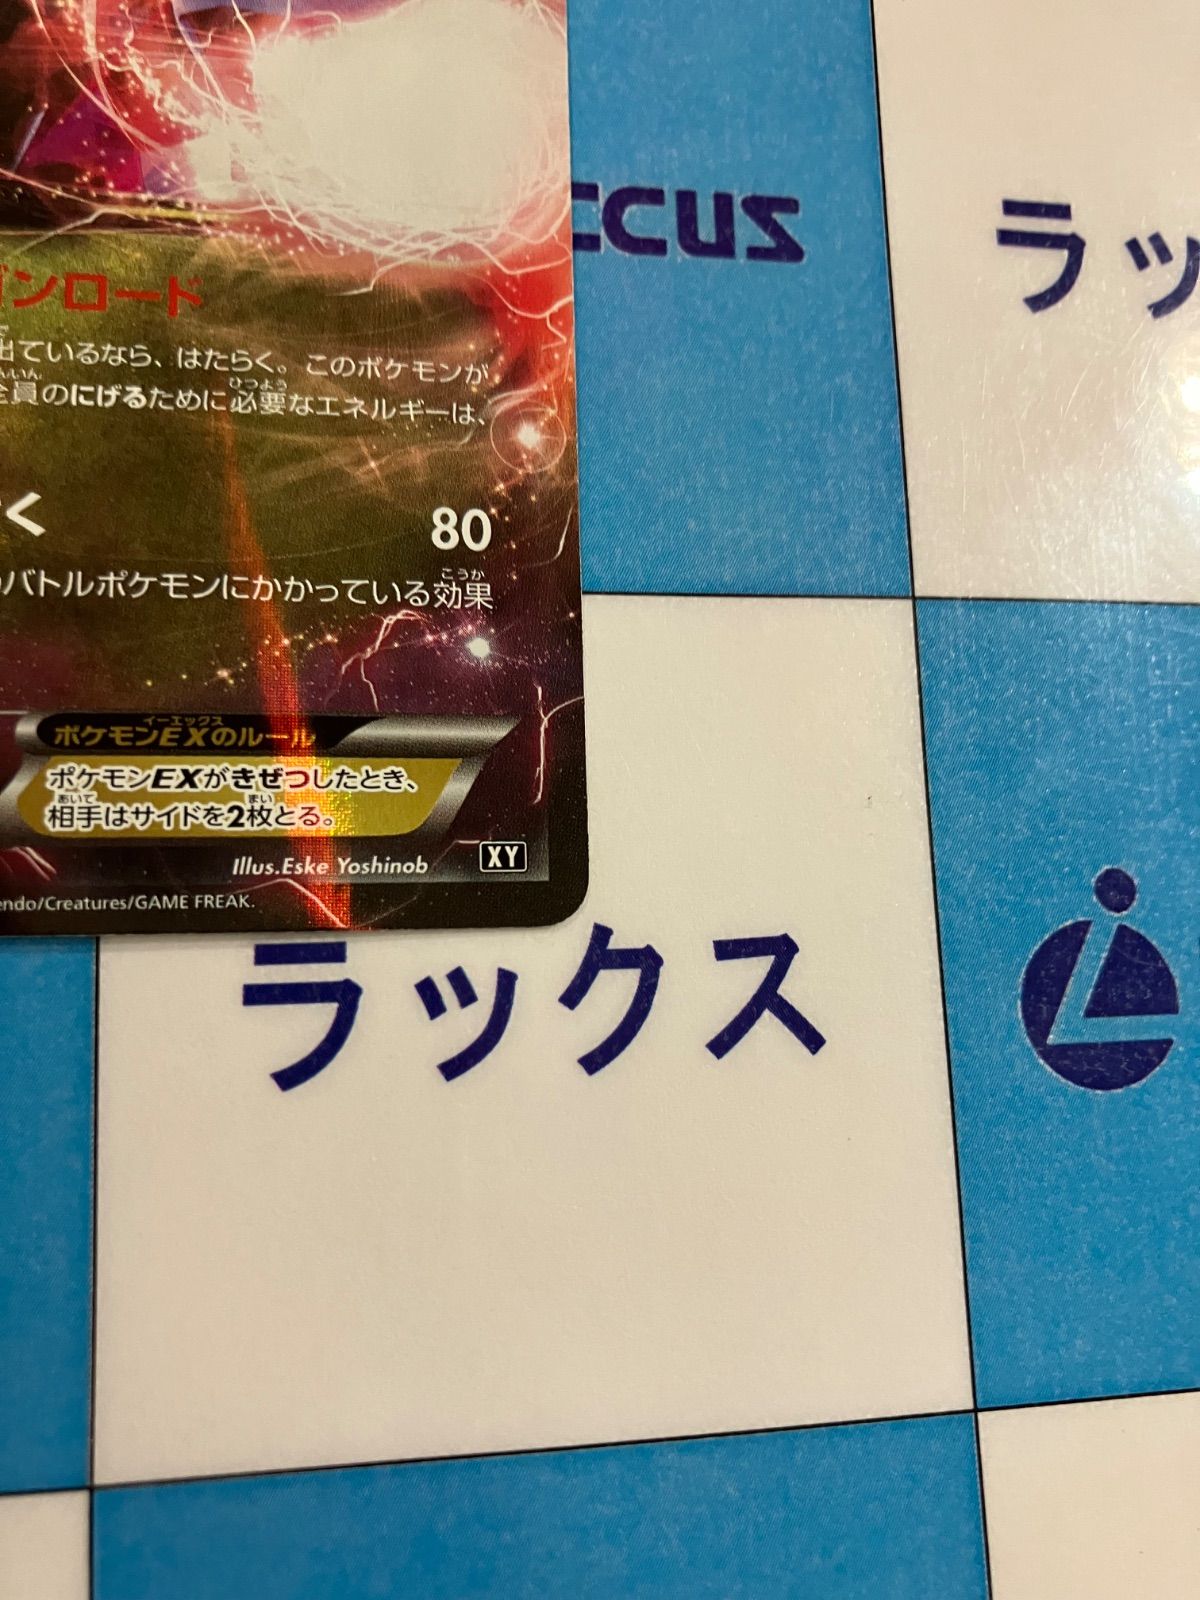 ンロード
出ているなら、はたらく。このポケモンが
全員のにげるために必要なエネルギーは、
く 80
バトルポケモンにかかっている効果
ポケモンEXのルール
ポケモンEXがきぜつしたとき、
相手はサイドを2枚とる。
Illus.Eske Yoshinob XY
endo/Creatures/GAME FREAK.
ccus
ラッ
ラックス